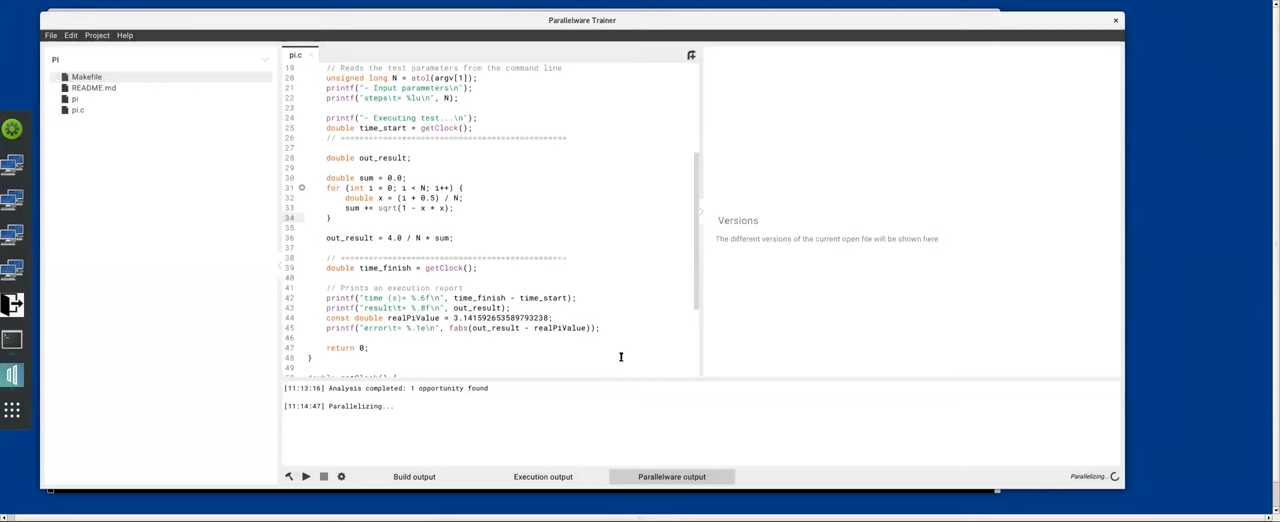 Parallelware Trainer
File Edit Project Help
PI
Makefile
README.md
pi
pi.c
pi.c
19 // Reads the test parameters from the command line
20 unsigned long N = atol(argv[1]);
21 printf("- Input parameters\n");
22 printf("steps\t= %lu\n", N);
23
24 printf("- Executing test...\n");
25 double time_start = getClock();
26 // ================================================
27
28 double out_result;
29
30 double sum = 0.0;
31 for (int i = 0; i < N; i++) {
32 double x = (i + 0.5) / N;
33 sum += sqrt(1 - x * x);
34 }
35
36 out_result = 4.0 / N * sum;
37
38 // ================================================
39 double time_finish = getClock();
40
41 // Prints an execution report
42 printf("time (s)= %.6f\n", time_finish - time_start);
43 printf("result\t= %.8f\n", out_result);
44 const double realPiValue = 3.141592653589793238;
45 printf("error\t= %.1e\n", fabs(out_result - realPiValue));
46
47 return 0;
48 }
49
Versions
The different versions of the current open file will be shown here
[11:13:16] Analysis completed: 1 opportunity found
[11:14:47] Parallelizing...
Build output Execution output Parallelware output Parallelizing...